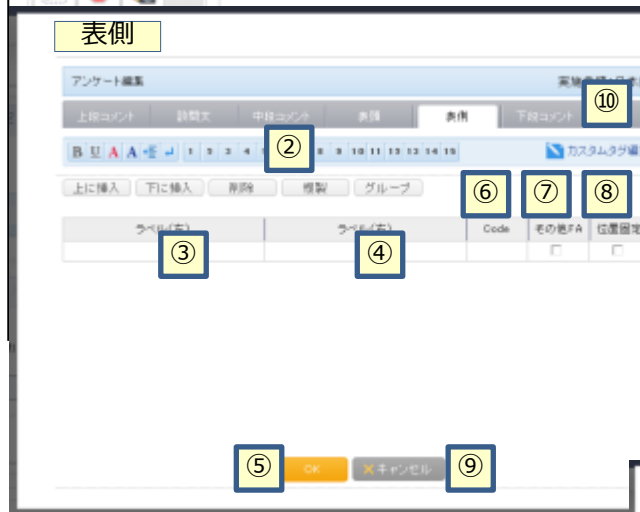 表側
アンケート編集
⑩
上段コメント 設問文 中段コメント 表頭 表側 下段コメント
B U A A 1 2 3 4 ② 8 9 10 11 12 13 14 15 カスタムタグ編
上に挿入 下に挿入 削除 複製 グループ ⑥ ⑦ ⑧
ラベル(左) ラベル(右) Code その他FA 位置固定
③ ④
⑤ OK ×キャンセル ⑨